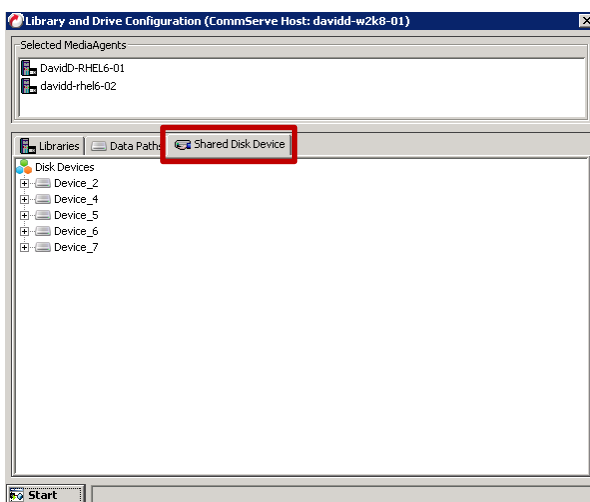 Library and Drive Configuration (CommServe Host: davidd-w2k8-01)
Selected MediaAgents
DavidD-RHEL6-01
davidd-rhel6-02
Libraries Data Paths Shared Disk Device
Disk Devices
Device_2
Device_4
Device_5
Device_6
Device_7
Start